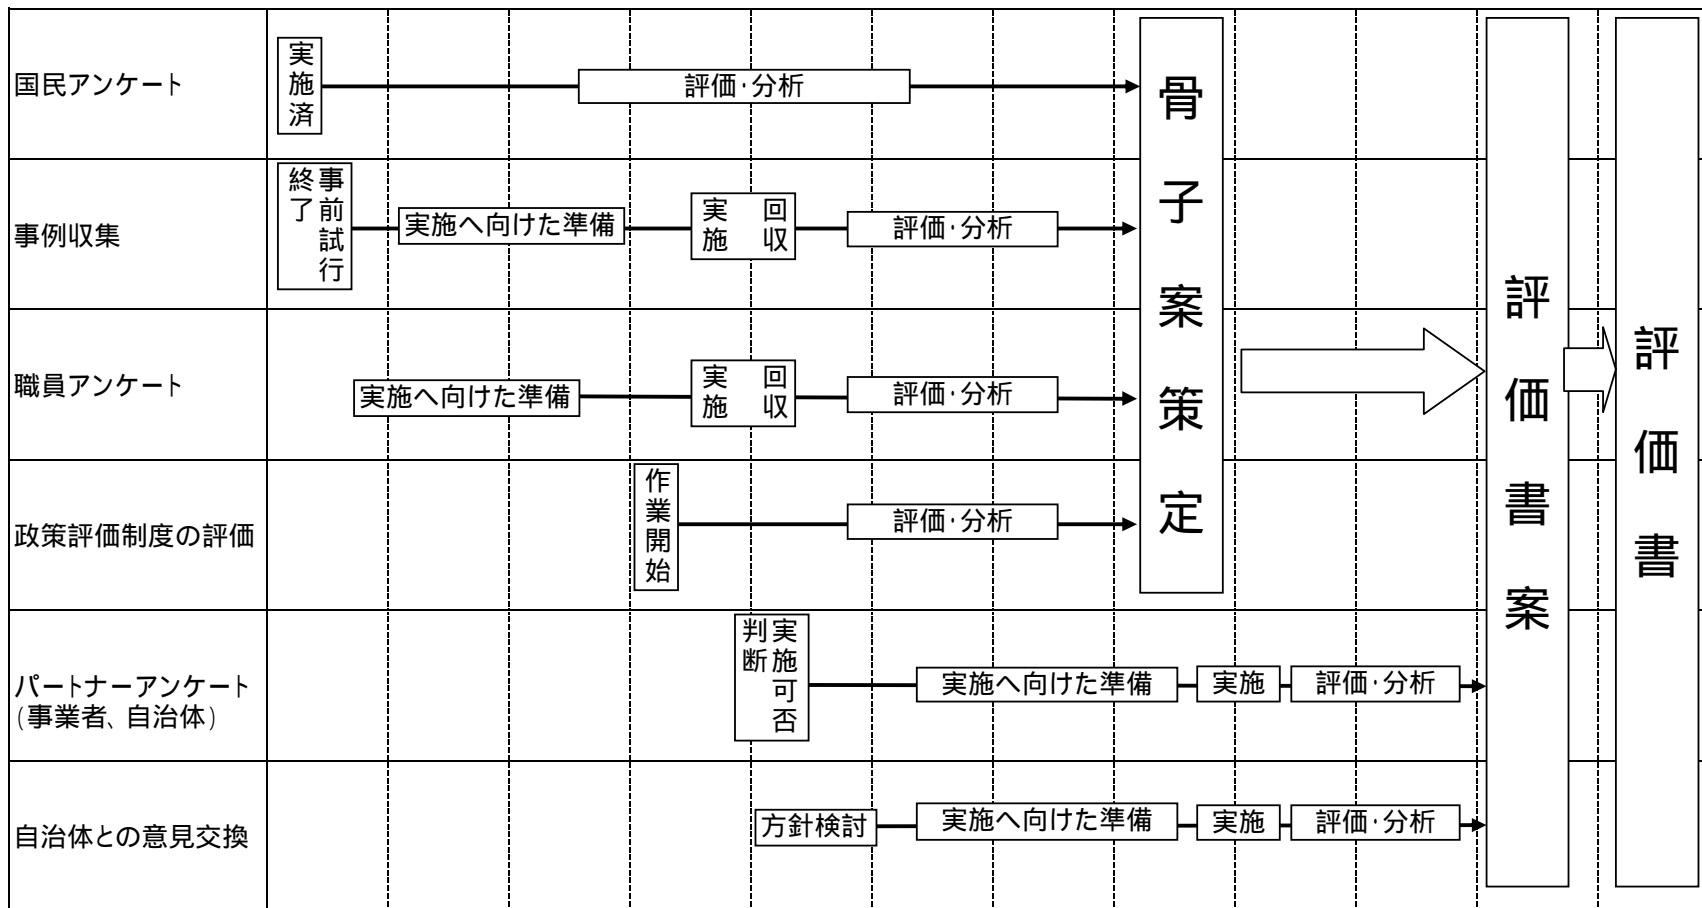 国民アンケート
実施済
評価・分析
事例収集
事前試行
終了
実施へ向けた準備
実施
回収
評価・分析
職員アンケート
実施へ向けた準備
実施
回収
評価・分析
政策評価制度の評価
作業開始
評価・分析
骨子案策定
パートナーアンケート
(事業者、自治体)
実施可否
判断
実施へ向けた準備
実施
評価・分析
自治体との意見交換
方針検討
実施へ向けた準備
実施
評価・分析
評価書案
評価書